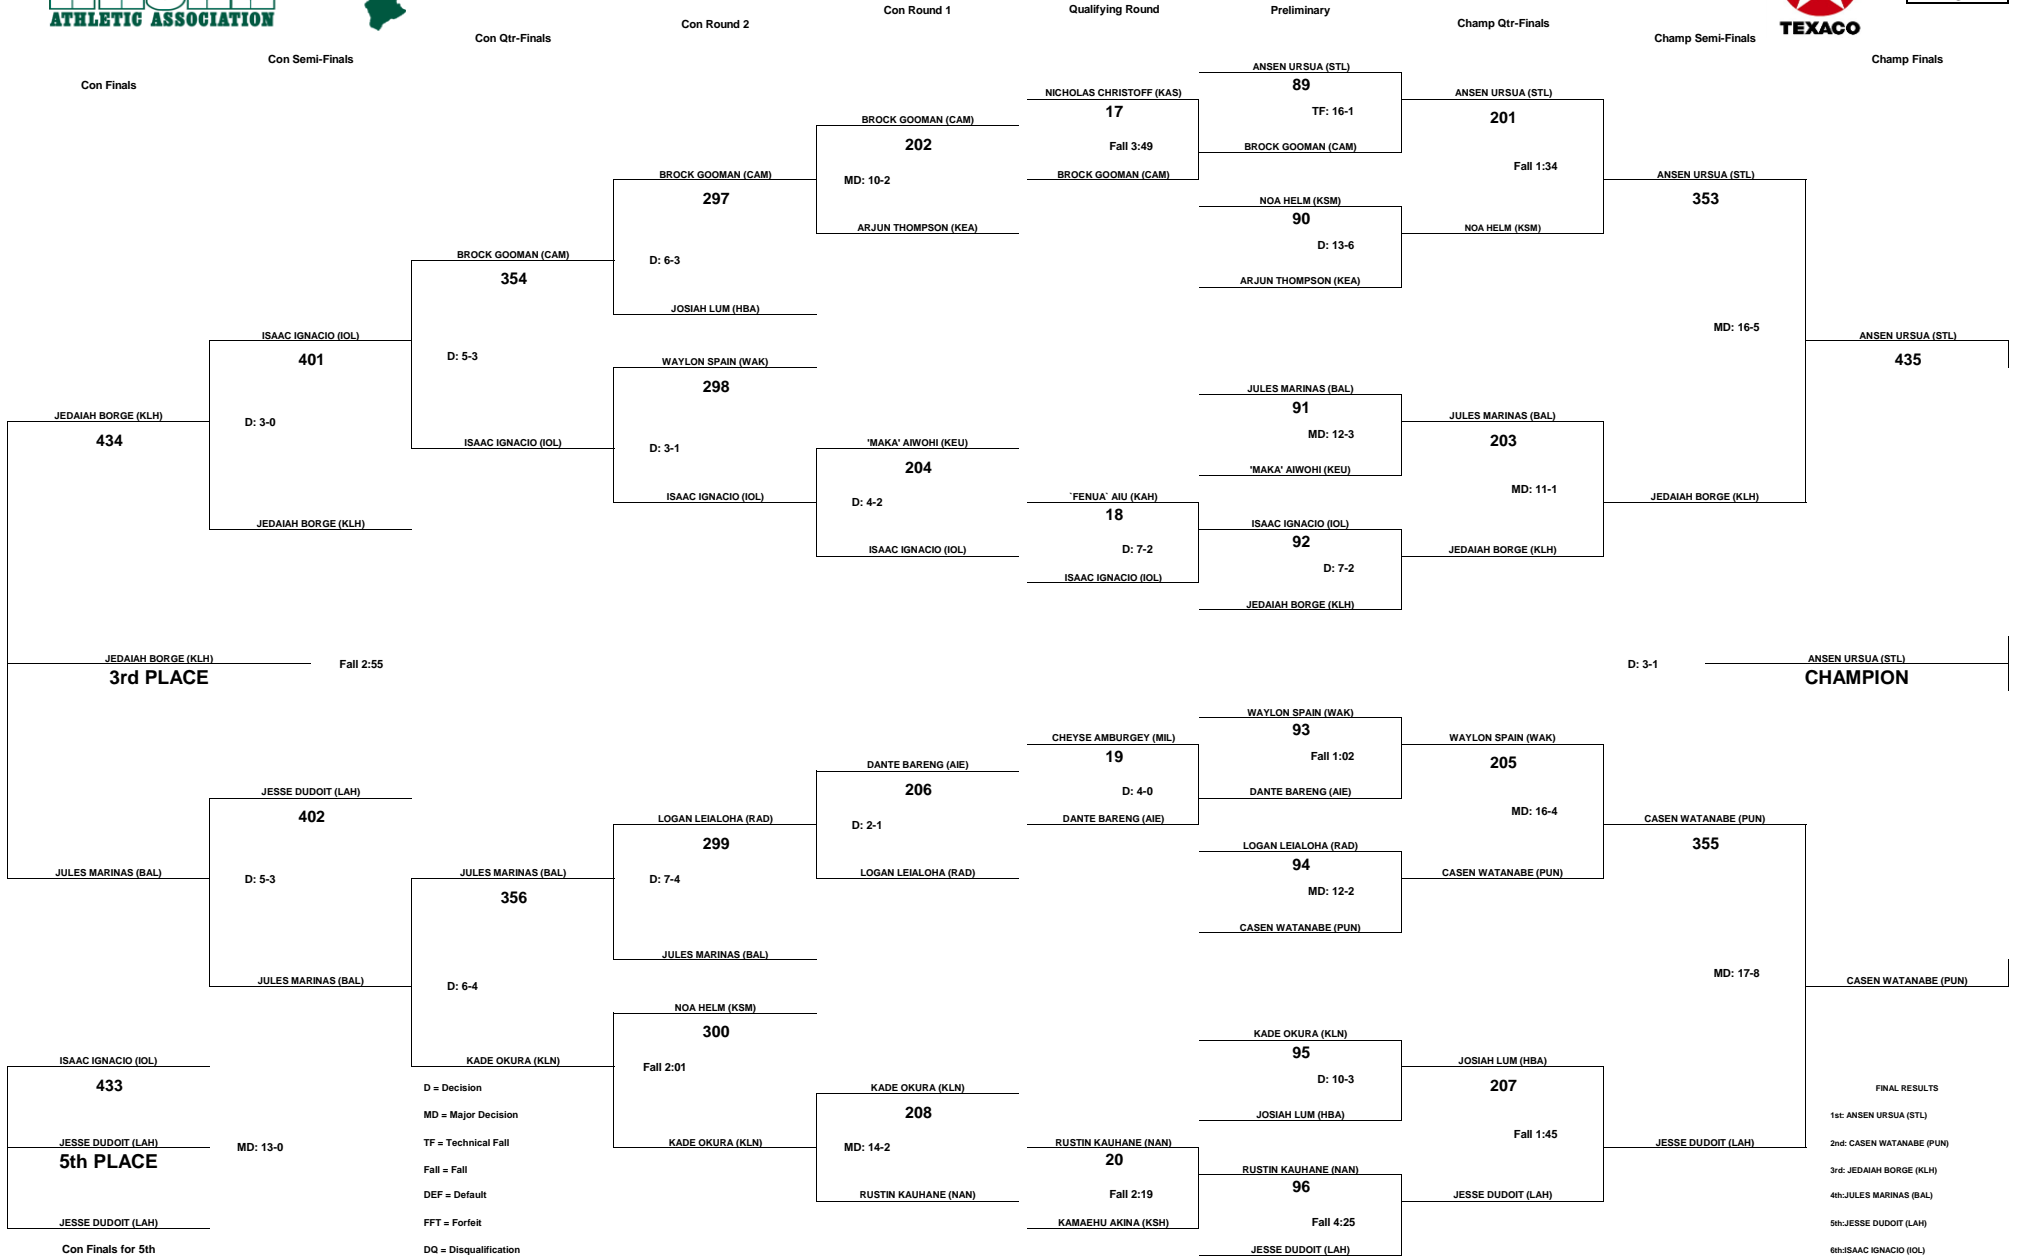 ATHLETIC ASSOCIATION
TEXACO
Con Finals
Con Semi-Finals
Con Qtr-Finals
Con Round 2
Con Round 1
Qualifying Round
Preliminary
Champ Qtr-Finals
Champ Semi-Finals
Champ Finals
JEDAIAH BORGE (KLH)
434
JEDAIAH BORGE (KLH)
3rd PLACE
Fall 2:55
JULES MARINAS (BAL)
ISAAC IGNACIO (IOL)
433
JESSE DUDOIT (LAH)
5th PLACE
MD: 13-0
JESSE DUDOIT (LAH)
Con Finals for 5th
ISAAC IGNACIO (IOL)
401
D: 3-0
JEDAIAH BORGE (KLH)
JESSE DUDOIT (LAH)
402
D: 5-3
JULES MARINAS (BAL)
BROCK GOOMAN (CAM)
354
D: 5-3
ISAAC IGNACIO (IOL)
JULES MARINAS (BAL)
356
D: 6-4
KADE OKURA (KLN)
D = Decision
MD = Major Decision
TF = Technical Fall
Fall = Fall
DEF = Default
FFT = Forfeit
DQ = Disqualification
BROCK GOOMAN (CAM)
297
D: 6-3
JOSIAH LUM (HBA)
WAYLON SPAIN (WAK)
298
D: 3-1
ISAAC IGNACIO (IOL)
LOGAN LEIALOHA (RAD)
299
D: 7-4
JULES MARINAS (BAL)
NOA HELM (KSM)
300
Fall 2:01
KADE OKURA (KLN)
BROCK GOOMAN (CAM)
202
MD: 10-2
ARJUN THOMPSON (KEA)
'MAKA' AIWOHI (KEU)
204
D: 4-2
ISAAC IGNACIO (IOL)
DANTE BARENG (AIE)
206
D: 2-1
LOGAN LEIALOHA (RAD)
KADE OKURA (KLN)
208
MD: 14-2
RUSTIN KAUHANE (NAN)
NICHOLAS CHRISTOFF (KAS)
17
Fall 3:49
BROCK GOOMAN (CAM)
`FENUA` AIU (KAH)
18
D: 7-2
ISAAC IGNACIO (IOL)
CHEYSE AMBURGEY (MIL)
19
D: 4-0
DANTE BARENG (AIE)
RUSTIN KAUHANE (NAN)
20
Fall 2:19
KAMAEHU AKINA (KSH)
ANSEN URSUA (STL)
89
TF: 16-1
BROCK GOOMAN (CAM)
NOA HELM (KSM)
90
D: 13-6
ARJUN THOMPSON (KEA)
JULES MARINAS (BAL)
91
MD: 12-3
'MAKA' AIWOHI (KEU)
ISAAC IGNACIO (IOL)
92
D: 7-2
JEDAIAH BORGE (KLH)
WAYLON SPAIN (WAK)
93
Fall 1:02
DANTE BARENG (AIE)
LOGAN LEIALOHA (RAD)
94
MD: 12-2
CASEN WATANABE (PUN)
KADE OKURA (KLN)
95
D: 10-3
JOSIAH LUM (HBA)
RUSTIN KAUHANE (NAN)
96
Fall 4:25
JESSE DUDOIT (LAH)
ANSEN URSUA (STL)
201
Fall 1:34
NOA HELM (KSM)
JULES MARINAS (BAL)
203
MD: 11-1
JEDAIAH BORGE (KLH)
WAYLON SPAIN (WAK)
205
MD: 16-4
CASEN WATANABE (PUN)
JOSIAH LUM (HBA)
207
Fall 1:45
JESSE DUDOIT (LAH)
ANSEN URSUA (STL)
353
MD: 16-5
JEDAIAH BORGE (KLH)
CASEN WATANABE (PUN)
355
MD: 17-8
JESSE DUDOIT (LAH)
ANSEN URSUA (STL)
435
D: 3-1
ANSEN URSUA (STL)
CHAMPION
CASEN WATANABE (PUN)
FINAL RESULTS
1st: ANSEN URSUA (STL)
2nd: CASEN WATANABE (PUN)
3rd: JEDAIAH BORGE (KLH)
4th:JULES MARINAS (BAL)
5th:JESSE DUDOIT (LAH)
6th:ISAAC IGNACIO (IOL)